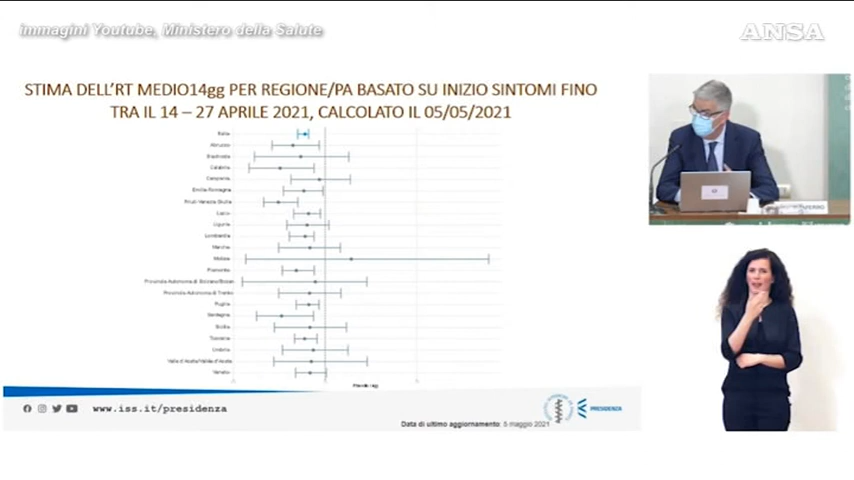 immagini Youtube, Ministero della Salute
ANSA
STIMA DELL'RT MEDIO14gg PER REGIONE/PA BASATO SU INIZIO SINTOMI FINO
TRA IL 14 – 27 APRILE 2021, CALCOLATO IL 05/05/2021
Italia
Abruzzo
Basilicata
Calabria
Campania
Emilia-Romagna
Friuli Venezia Giulia
Lazio
Liguria
Lombardia
Marche
Molise
Piemonte
Provincia Autonoma di Bolzano/Bozen
Provincia Autonoma di Trento
Puglia
Sardegna
Sicilia
Toscana
Umbria
Valle d'Aosta/Vallée d'Aoste
Veneto
www.iss.it/presidenza
PRESIDENZA
Data di ultimo aggiornamento: 5 maggio 2021